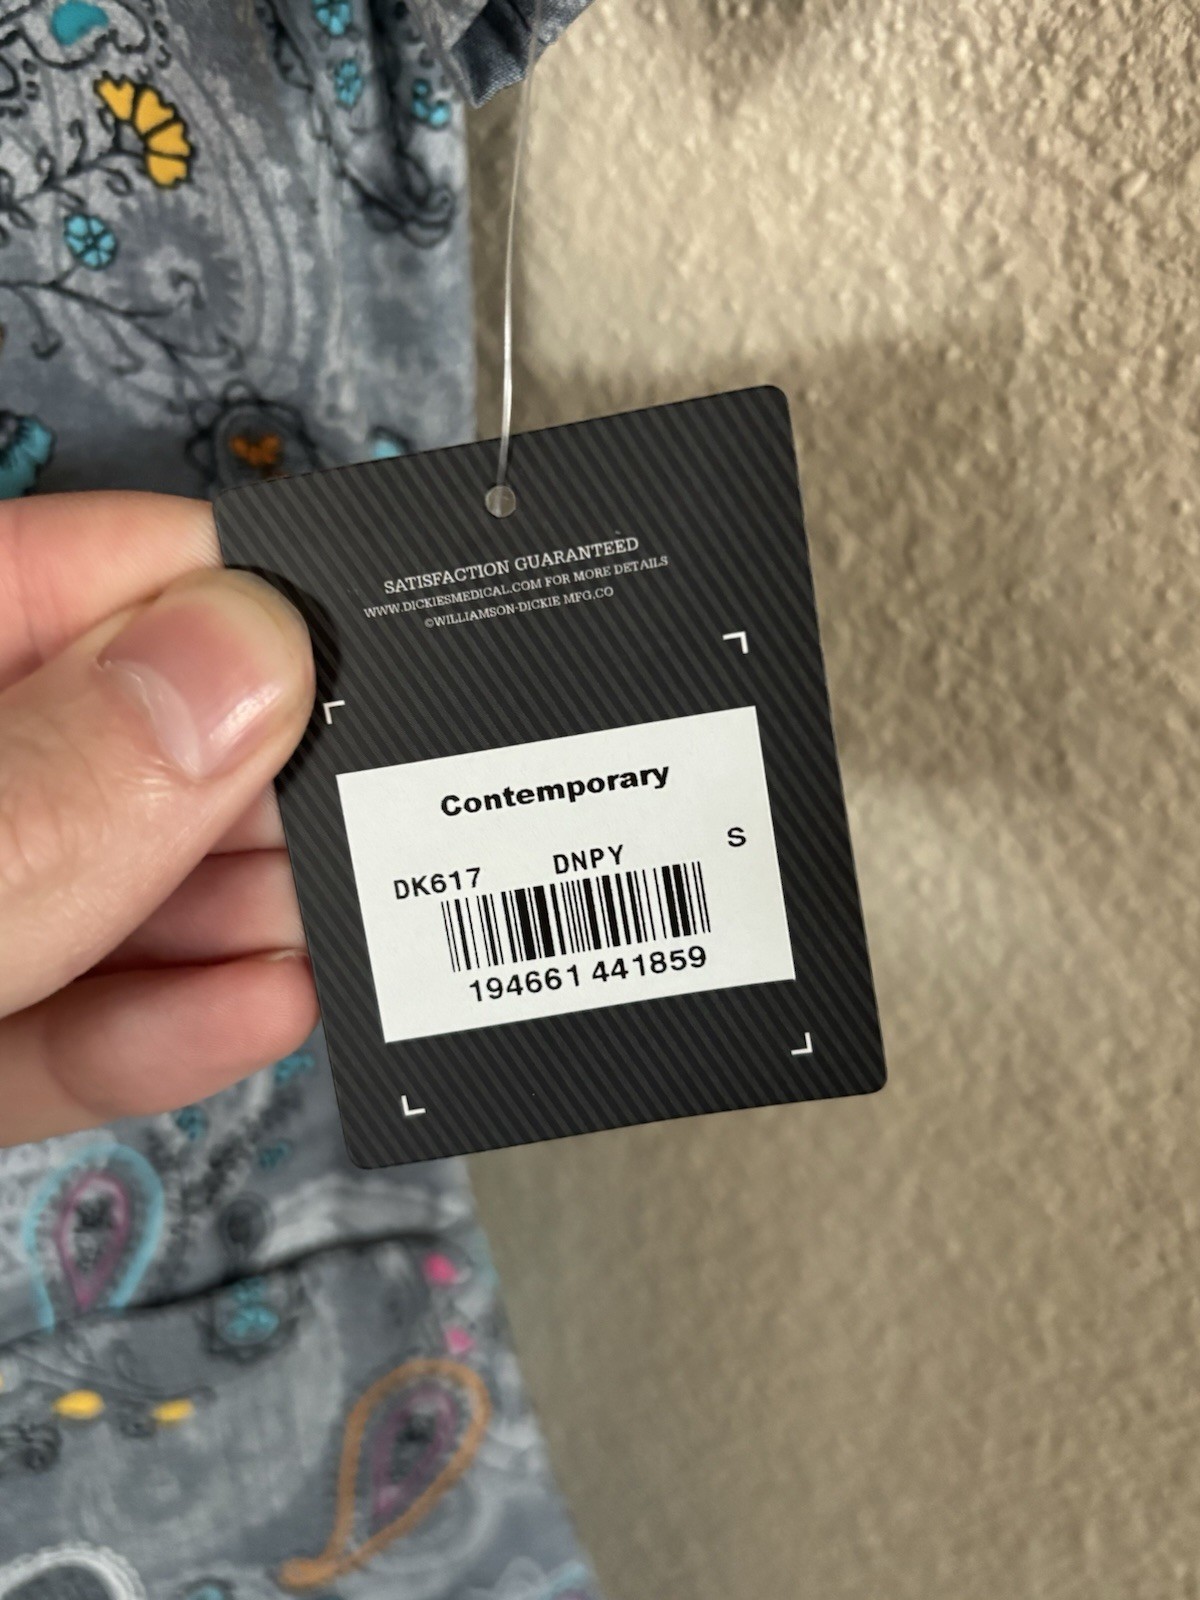 SATISFACTION GUARANTEED
WWW.DICKIESMEDICAL.COM FOR MORE DETAILS
©WILLIAMSON-DICKIE MFG.CO
Contemporary
DK617 DNPY S
194661 441859